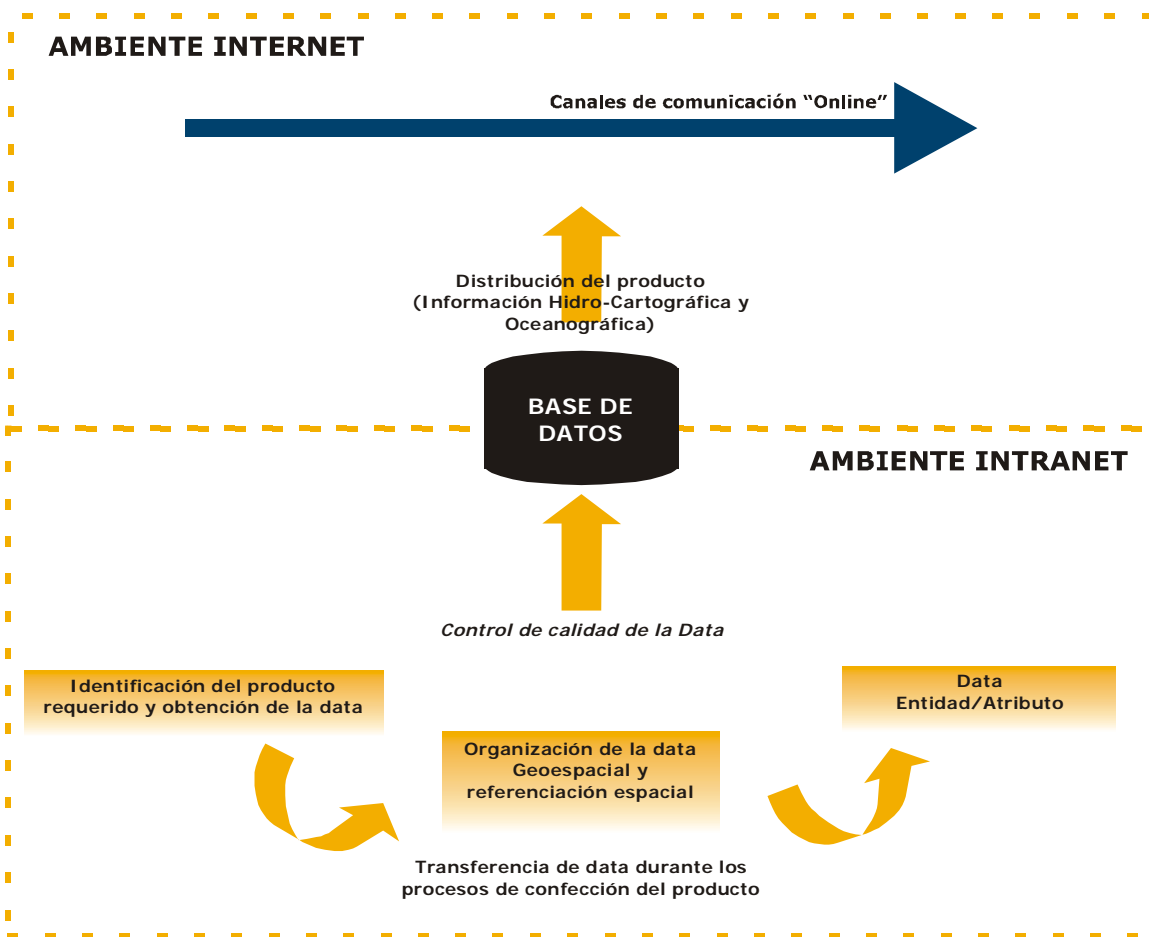 AMBIENTE INTERNET
Canales de comunicación “Online”
Distribución del producto
(Información Hidro-Cartográfica y
Oceanográfica)
BASE DE
DATOS
AMBIENTE INTRANET
Control de calidad de la Data
Identificación del producto
requerido y obtención de la data
Data
Entidad/Atributo
Organización de la data
Geoespacial y
referenciación espacial
Transferencia de data durante los
procesos de confección del producto